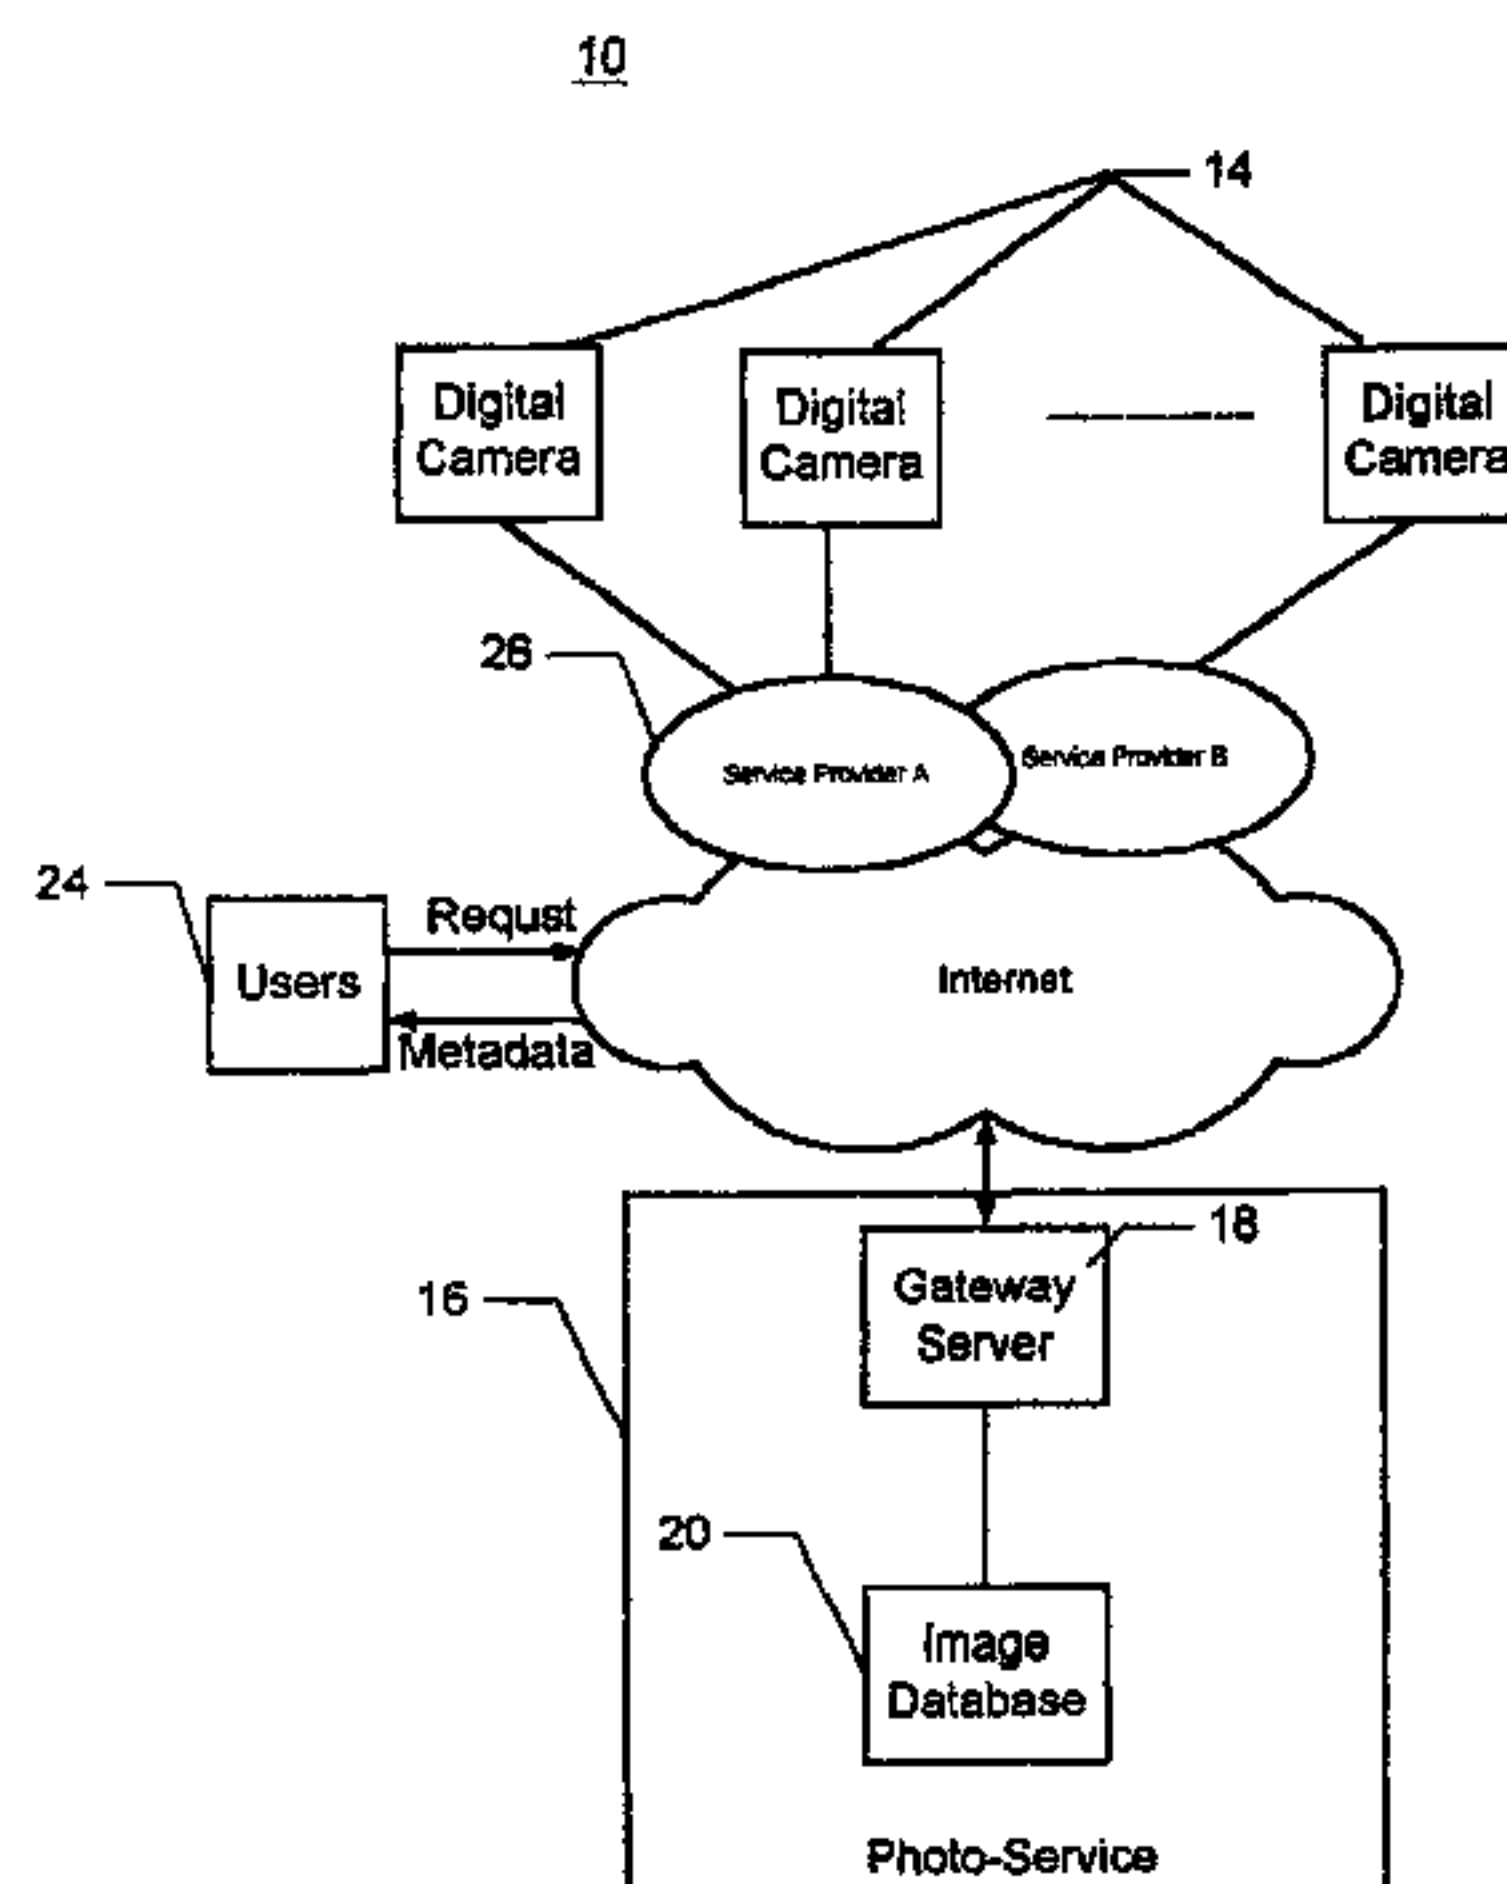 10
14
Digital
Camera
Digital
Camera
Digital
Camera
26
Service Provider A
Service Provider B
24
Users
Requst
Metadata
Internet
18
Gateway
Server
16
20
Image
Database
Photo-Service